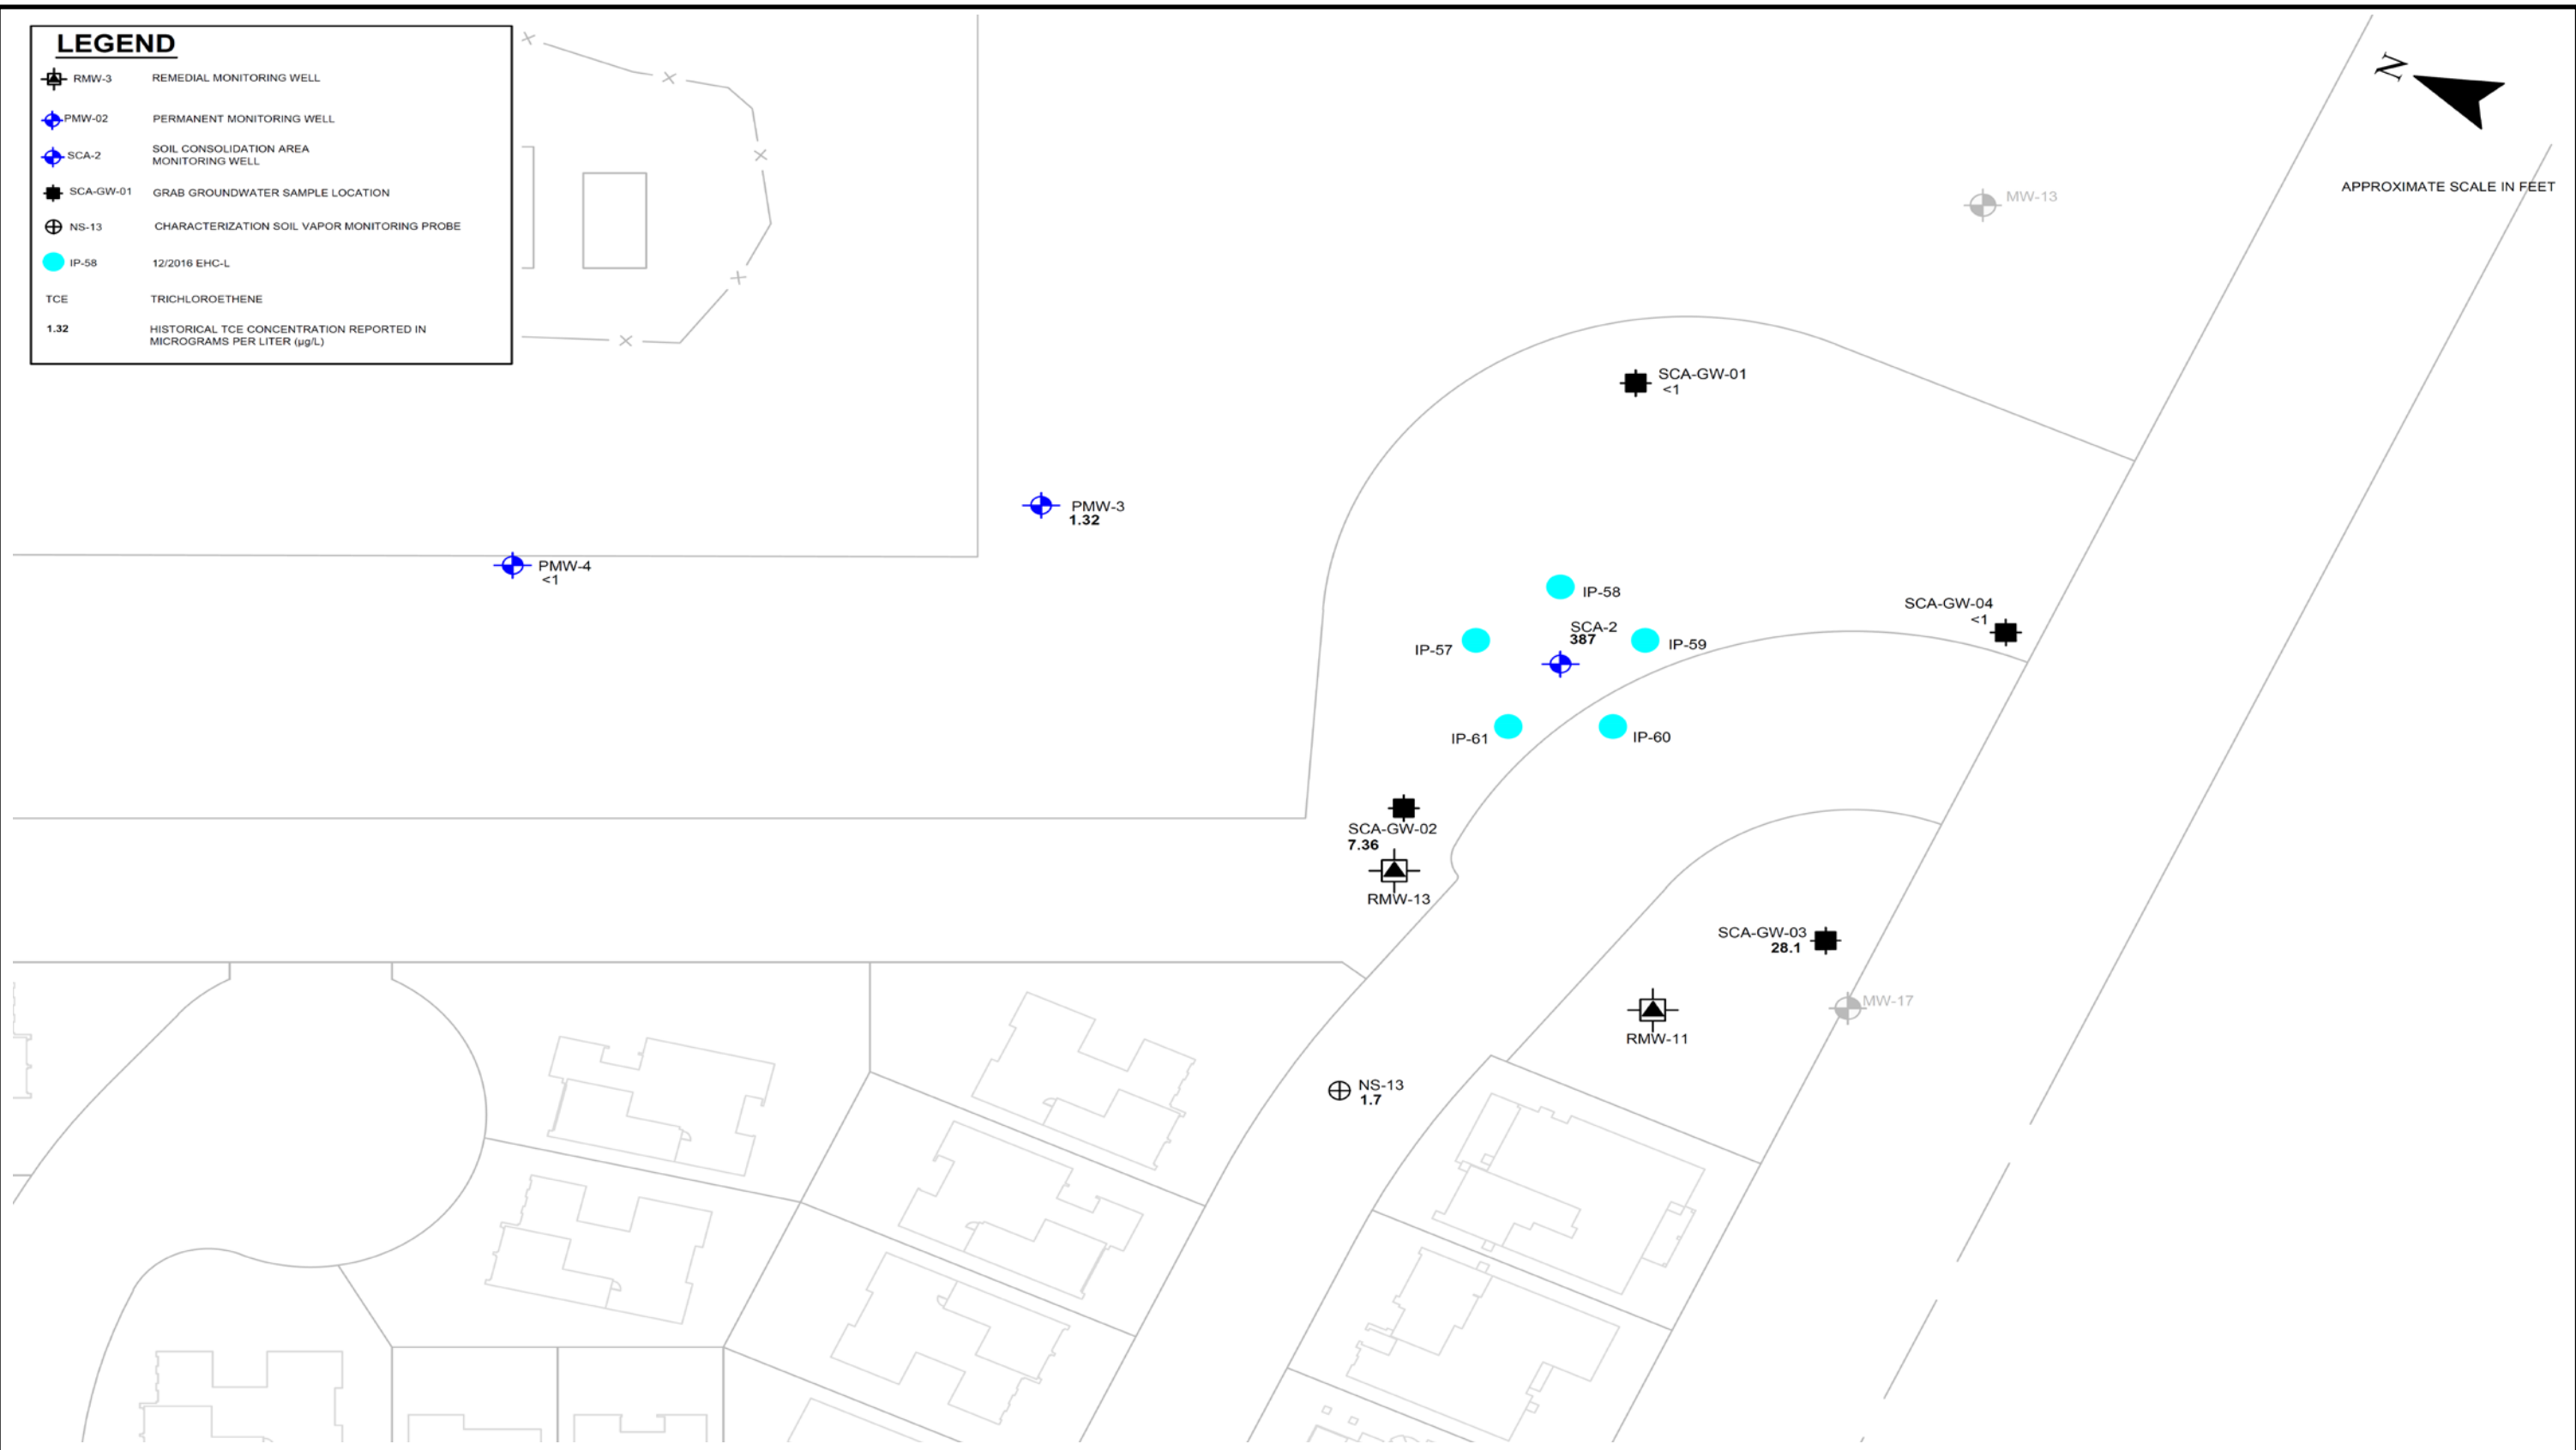 LEGEND
RMW-3 REMEDIAL MONITORING WELL
PMW-02 PERMANENT MONITORING WELL
SCA-2 SOIL CONSOLIDATION AREA
MONITORING WELL
SCA-GW-01 GRAB GROUNDWATER SAMPLE LOCATION
NS-13 CHARACTERIZATION SOIL VAPOR MONITORING PROBE
IP-58 12/2016 EHC-L
TCE TRICHLOROETHENE
1.32 HISTORICAL TCE CONCENTRATION REPORTED IN
MICROGRAMS PER LITER (µg/L)
N
APPROXIMATE SCALE IN FEET
MW-13
SCA-GW-01
<1
PMW-3
1.32
PMW-4
<1
IP-58
SCA-GW-04
<1
SCA-2
387
IP-57
IP-59
IP-61
IP-60
SCA-GW-02
7.36
RMW-13
SCA-GW-03
28.1
MW-17
RMW-11
NS-13
1.7